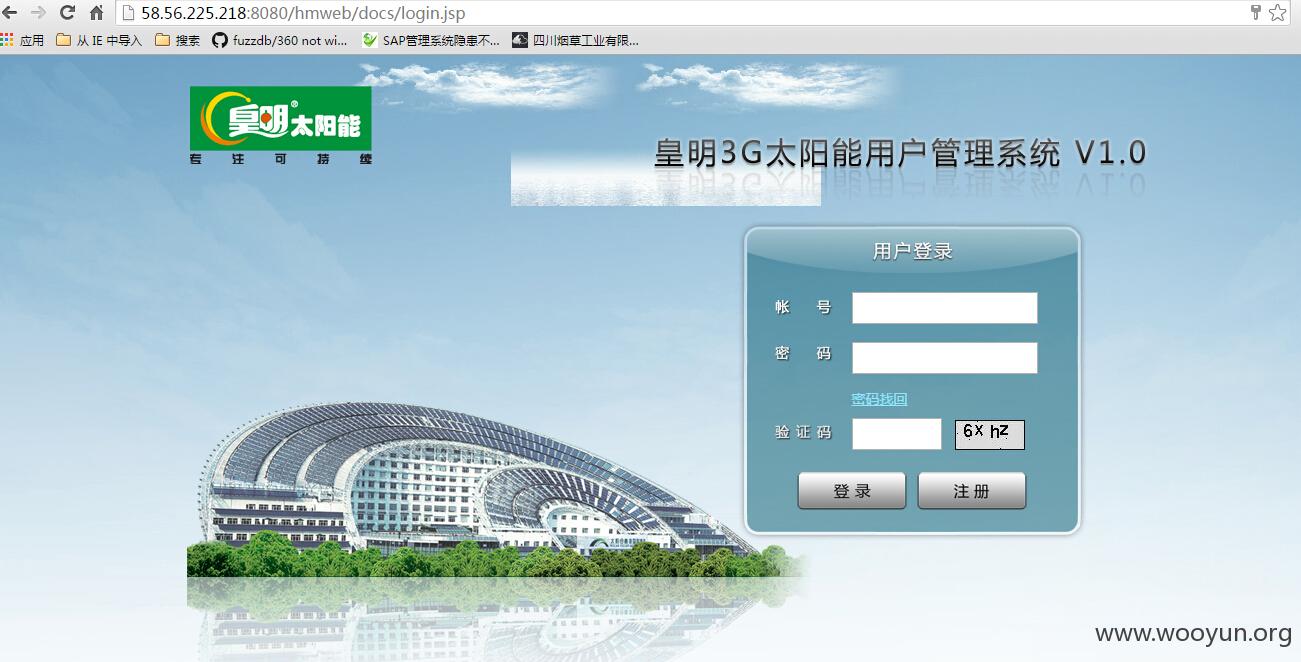 58.56.225.218:8080/hmweb/docs/login.jsp
应用 从 IE 中导入 搜索 fuzzdb/360 not wi... SAP管理系统隐患不... 四川烟草工业有限...
皇明®太阳能
专注可持续
皇明3G太阳能用户管理系统 V1.0
用户登录
帐 号
密 码
密码找回
验证码 6x hz
登录 注册
www.wooyun.org